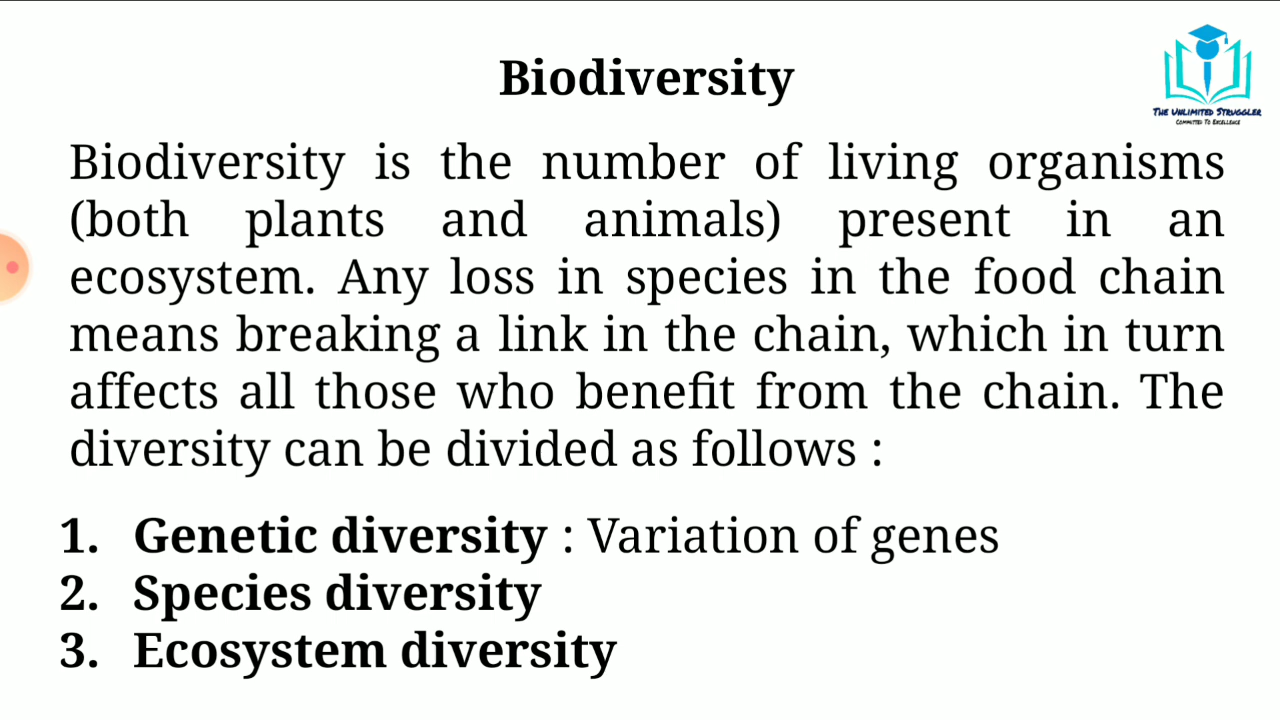 Biodiversity
THE UNLIMITED STRUGGLER
COMMITTED TO EXCELLENCE
Biodiversity is the number of living organisms
(both plants and animals) present in an
ecosystem. Any loss in species in the food chain
means breaking a link in the chain, which in turn
affects all those who benefit from the chain. The
diversity can be divided as follows :
1. Genetic diversity : Variation of genes
2. Species diversity
3. Ecosystem diversity